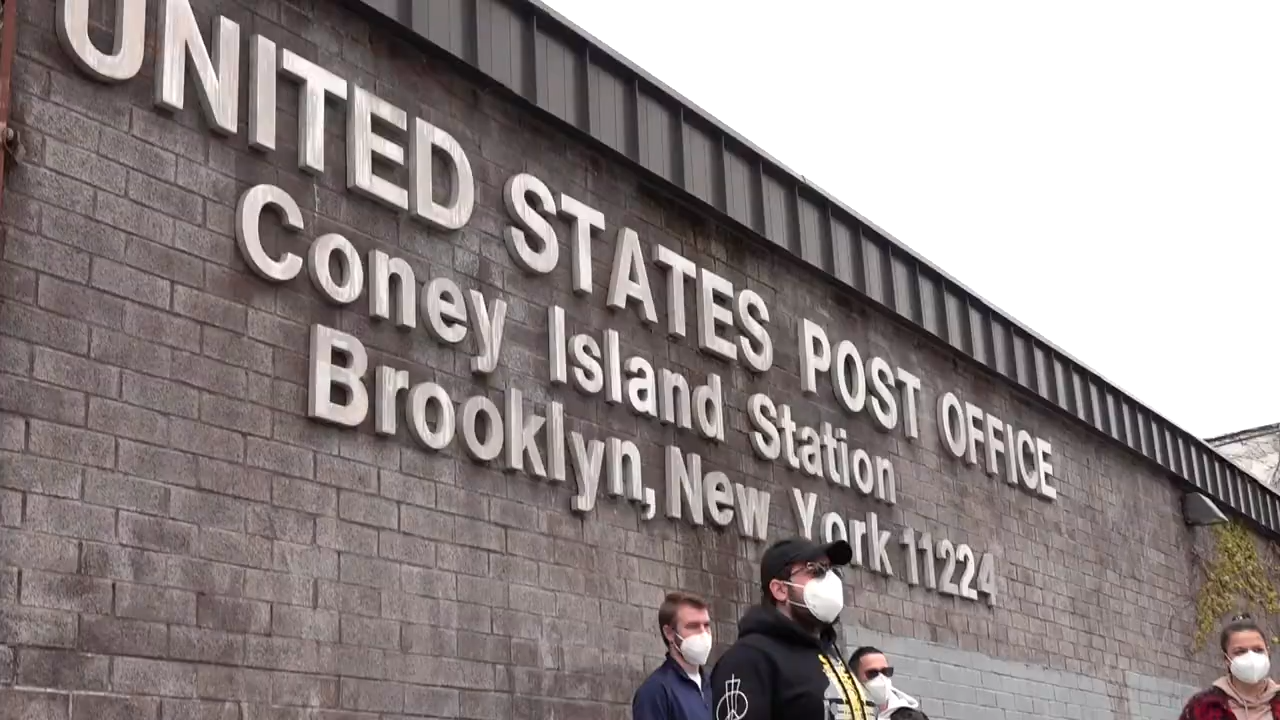 UNITED STATES POST OFFICE
Coney Island Station
Brooklyn, New York 11224